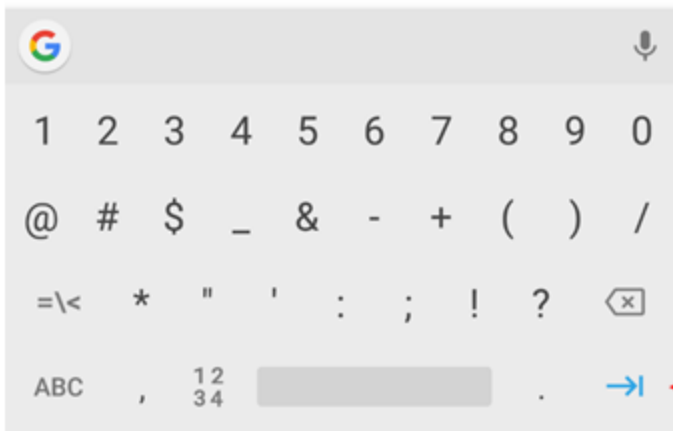 G
1 2 3 4 5 6 7 8 9 0
@ # $ _ & - + ( ) /
=\< * " ' : ; ! ?
ABC , 12 34 .